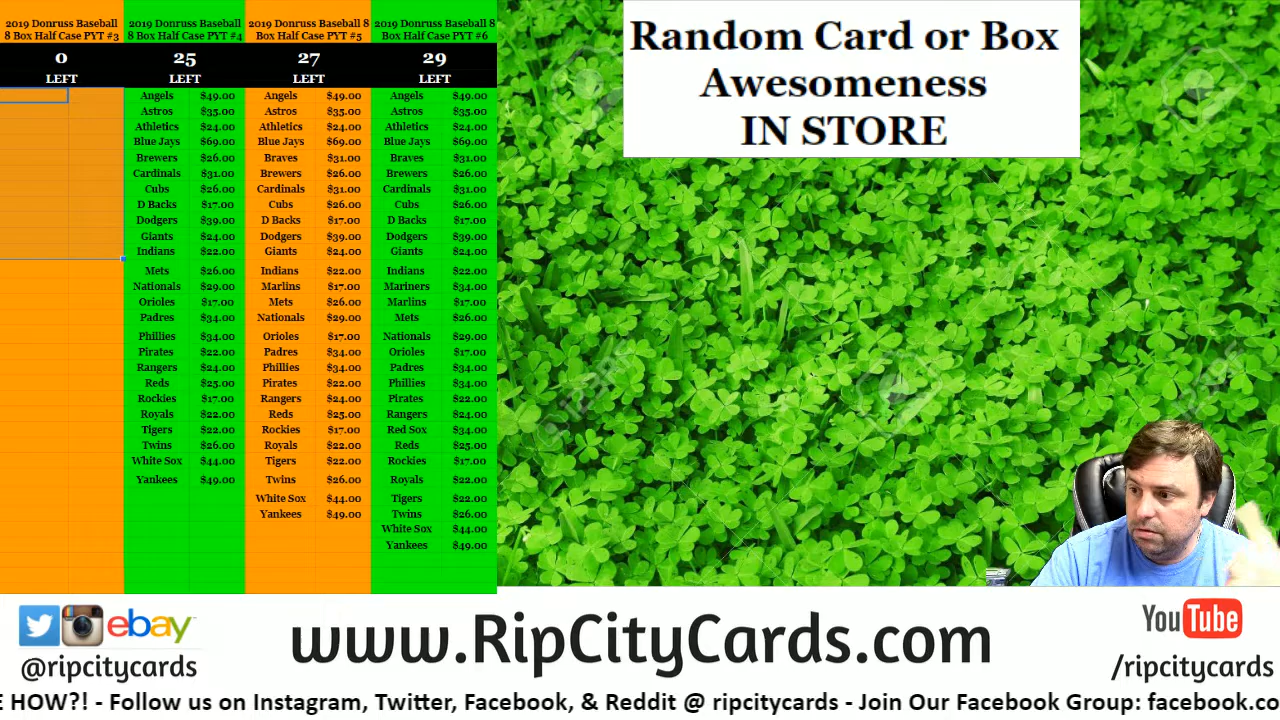 2019 Donruss Baseball
8 Box Half Case PYT #3
0
LEFT
2019 Donruss Baseball
8 Box Half Case PYT #4
25
LEFT
Angels $49.00
Astros $35.00
Athletics $24.00
Blue Jays $69.00
Brewers $26.00
Cardinals $31.00
Cubs $26.00
D Backs $17.00
Dodgers $39.00
Giants $24.00
Indians $22.00
Mets $26.00
Nationals $29.00
Orioles $17.00
Padres $34.00
Phillies $34.00
Pirates $22.00
Rangers $24.00
Reds $25.00
Rockies $17.00
Royals $22.00
Tigers $22.00
Twins $26.00
White Sox $44.00
Yankees $49.00
2019 Donruss Baseball 8
Box Half Case PYT #5
27
LEFT
Angels $49.00
Astros $35.00
Athletics $24.00
Blue Jays $69.00
Braves $31.00
Brewers $26.00
Cardinals $31.00
Cubs $26.00
D Backs $17.00
Dodgers $39.00
Giants $24.00
Indians $22.00
Marlins $17.00
Mets $26.00
Nationals $29.00
Orioles $17.00
Padres $34.00
Phillies $34.00
Pirates $22.00
Rangers $24.00
Reds $25.00
Rockies $17.00
Royals $22.00
Tigers $22.00
Twins $26.00
White Sox $44.00
Yankees $49.00
2019 Donruss Baseball 8
Box Half Case PYT #6
29
LEFT
Angels $49.00
Astros $35.00
Athletics $24.00
Blue Jays $69.00
Braves $31.00
Brewers $26.00
Cardinals $31.00
Cubs $26.00
D Backs $17.00
Dodgers $39.00
Giants $24.00
Indians $22.00
Mariners $34.00
Marlins $17.00
Mets $26.00
Nationals $29.00
Orioles $17.00
Padres $34.00
Phillies $34.00
Pirates $22.00
Rangers $24.00
Red Sox $34.00
Reds $25.00
Rockies $17.00
Royals $22.00
Tigers $22.00
Twins $26.00
White Sox $44.00
Yankees $49.00
Random Card or Box
Awesomeness
IN STORE
ebay
@ripcitycards
www.RipCityCards.com
YouTube
/ripcitycards
E HOW?! - Follow us on Instagram, Twitter, Facebook, & Reddit @ ripcitycards - Join Our Facebook Group: facebook.co